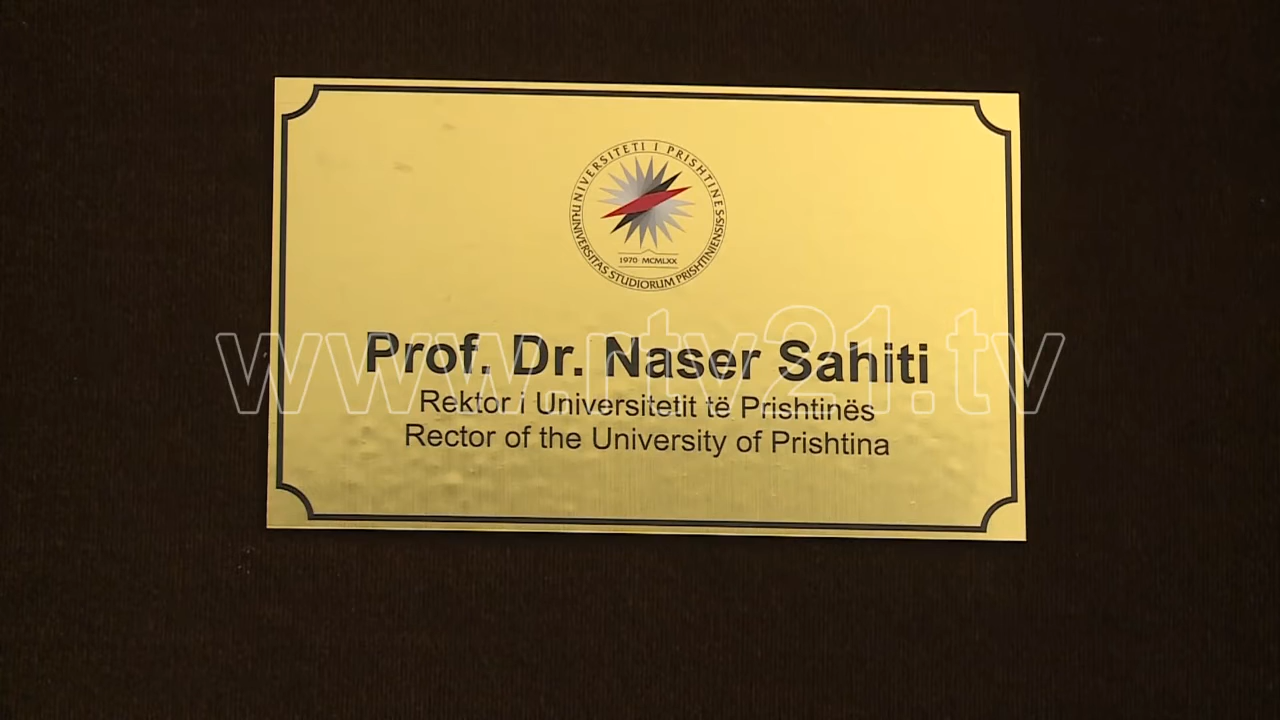 UNIVERSITETI I PRISHTINËS
UNIVERSITAS STUDIORUM PRISHTINIENSIS
1970 MCMLXX
Prof. Dr. Naser Sahiti
www.rtv21.tv
Rektor i Universitetit të Prishtinës
Rector of the University of Prishtina